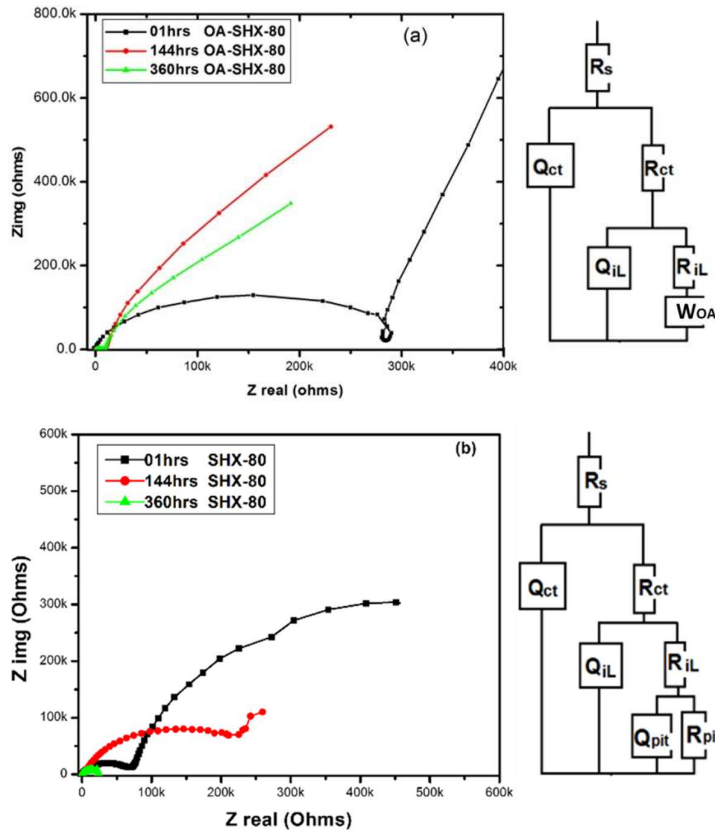 (a)
01hrs OA-SHX-80
144hrs OA-SHX-80
360hrs OA-SHX-80
800.0k
600.0k
400.0k
200.0k
0.0
Zimg (ohms)
0 100k 200k 300k 400k
Z real (ohms)
Rs
Qct
Rct
QiL
RiL
WOA
(b)
01hrs SHX-80
144hrs SHX-80
360hrs SHX-80
600k
500k
400k
300k
200k
100k
0
Z img (Ohms)
0 100k 200k 300k 400k 500k 600k
Z real (Ohms)
Rs
Qct
Rct
QiL
RiL
Qpit
Rpi